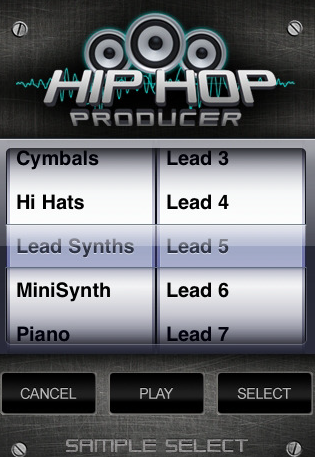 HIP HOP
PRODUCER
Cymbals Lead 3
Hi Hats Lead 4
Lead Synths Lead 5
MiniSynth Lead 6
Piano Lead 7
CANCEL PLAY SELECT
SAMPLE SELECT